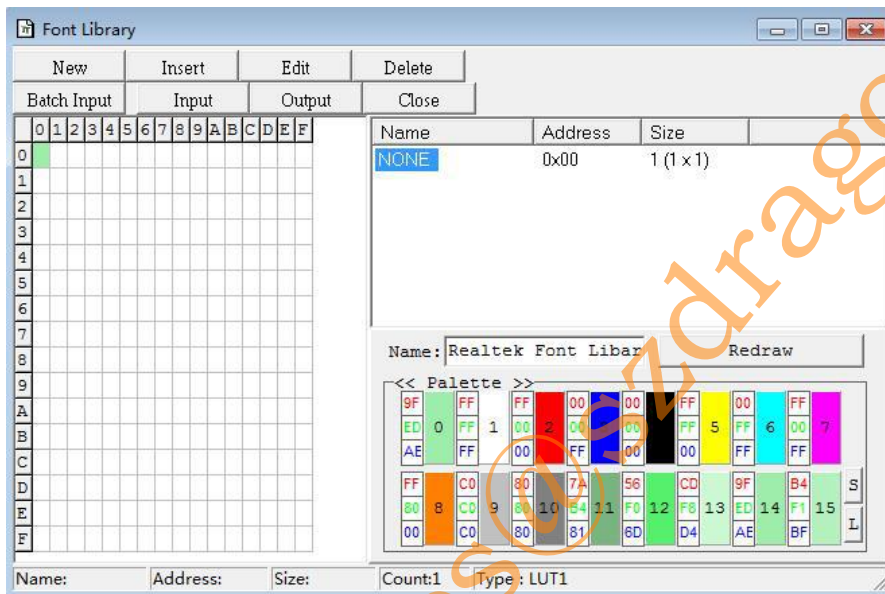 Font Library
New Insert Edit Delete
Batch Input Input Output Close
0 1 2 3 4 5 6 7 8 9 A B C D E F
0
1
2
3
4
5
6
7
8
9
A
B
C
D
E
F
Name Address Size
NONE 0x00 1 (1 x 1)
Name: Realtek Font Libar Redraw
<< Palette >>
9F FF FF 00 00 FF 00 FF
ED 0 FF 1 00 2 00 00 FF 5 FF 6 00 7
AE FF 00 FF 00 00 FF FF
FF C0 80 7A 56 CD 9F B4 S
80 8 C0 9 80 10 B4 11 F0 12 F8 13 ED 14 F1 15
00 C0 80 81 6D D4 AE BF L
Name: Address: Size: Count:1 Type : LUT1
s@szdrago